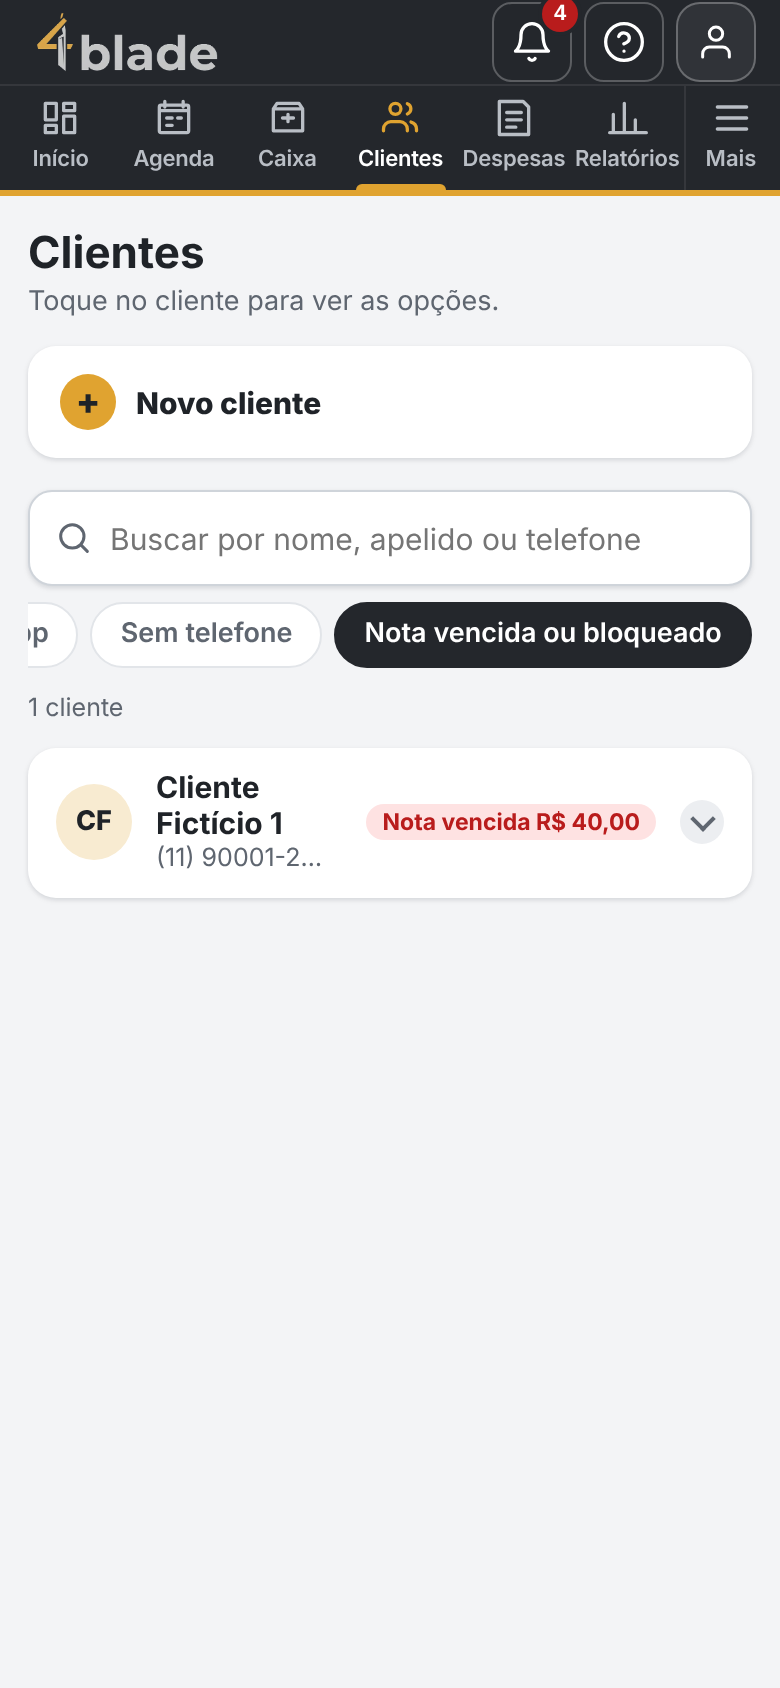 4blade
4
Início
Agenda
Caixa
Clientes
Despesas
Relatórios
Mais
Clientes
Toque no cliente para ver as opções.
+ Novo cliente
Buscar por nome, apelido ou telefone
pp
Sem telefone
Nota vencida ou bloqueado
1 cliente
CF
Cliente
Fictício 1
(11) 90001-2...
Nota vencida R$ 40,00